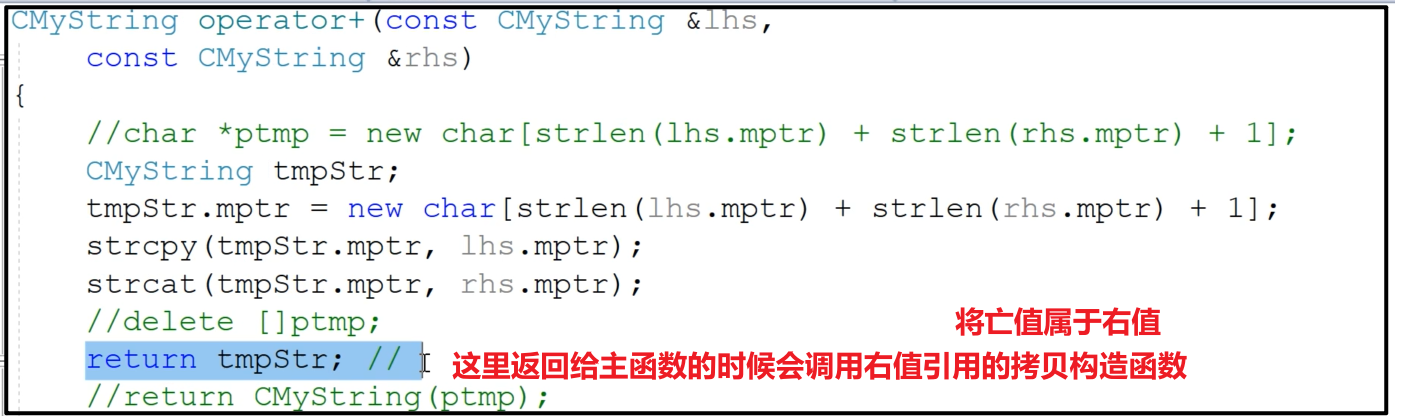 CMyString operator+(const CMyString &lhs,
const CMyString &rhs)
{
//char *ptmp = new char[strlen(lhs.mptr) + strlen(rhs.mptr) + 1];
CMyString tmpStr;
tmpStr.mptr = new char[strlen(lhs.mptr) + strlen(rhs.mptr) + 1];
strcpy(tmpStr.mptr, lhs.mptr);
strcat(tmpStr.mptr, rhs.mptr);
//delete []ptmp;
将亡值属于右值
return tmpStr; // 这里返回给主函数的时候会调用右值引用的拷贝构造函数
//return CMyString(ptmp);